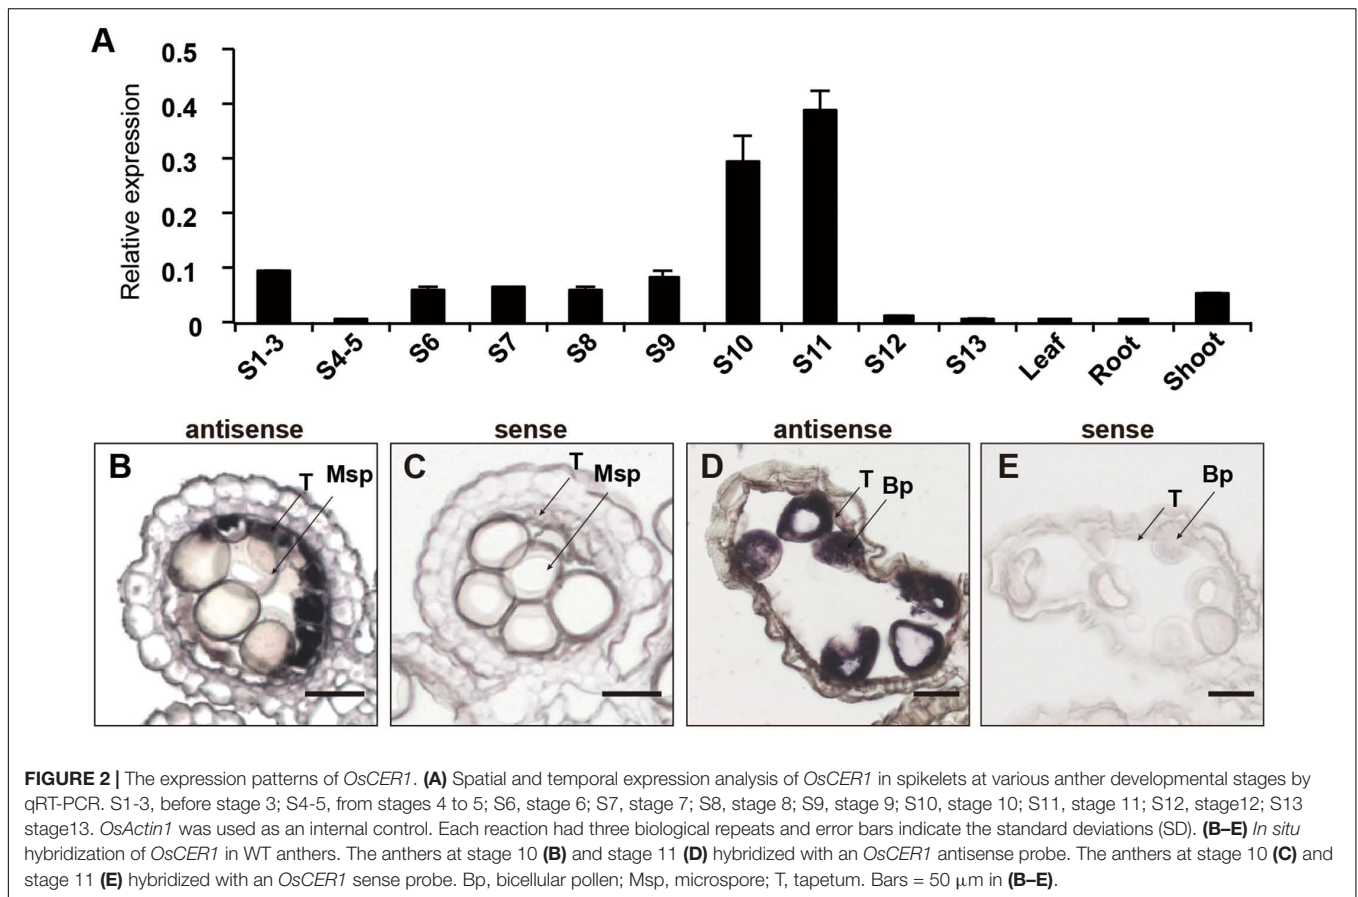 A
Relative expression
0.5
0.4
0.3
0.2
0.1
0
S1-3 S4-5 S6 S7 S8 S9 S10 S11 S12 S13 Leaf Root Shoot
antisense sense antisense sense
B T Msp
C T Msp
D T Bp
E T Bp
FIGURE 2 | The expression patterns of OsCER1. (A) Spatial and temporal expression analysis of OsCER1 in spikelets at various anther developmental stages by
qRT-PCR. S1-3, before stage 3; S4-5, from stages 4 to 5; S6, stage 6; S7, stage 7; S8, stage 8; S9, stage 9; S10, stage 10; S11, stage 11; S12, stage12; S13
stage13. OsActin1 was used as an internal control. Each reaction had three biological repeats and error bars indicate the standard deviations (SD). (B–E) In situ
hybridization of OsCER1 in WT anthers. The anthers at stage 10 (B) and stage 11 (D) hybridized with an OsCER1 antisense probe. The anthers at stage 10 (C) and
stage 11 (E) hybridized with an OsCER1 sense probe. Bp, bicellular pollen; Msp, microspore; T, tapetum. Bars = 50 μm in (B–E).